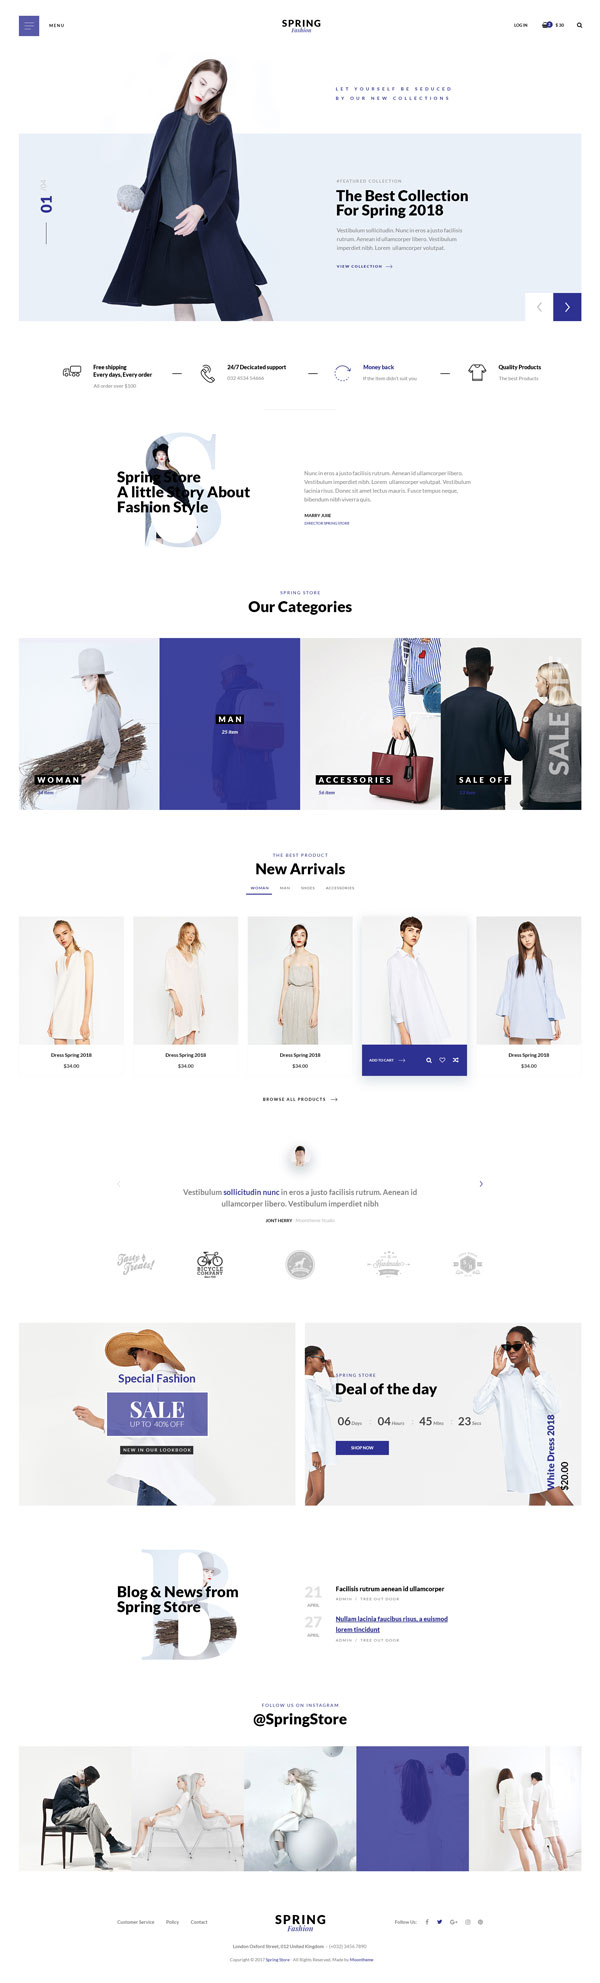 MENU
SPRING
Fashion
LOG IN
2
$ 30
LET YOURSELF BE SEDUCED
BY OUR NEW COLLECTIONS
01 /04
#FEATURED COLLECTION
The Best Collection
For Spring 2018
Vestibulum sollicitudin. Nunc in eros a justo facilisis
rutrum. Aenean id ullamcorper libero. Vestibulum
imperdiet nibh. Lorem ullamcorper volutpat.
VIEW COLLECTION
Free shipping
Every days, Every order
Ad order over $100
24/7 Decicated support
032 4534 54666
Money back
If the item didn't suit you
Quality Products
The best Products
Spring Store
A little Story About
Fashion Style
Nunc in eros a justo facilisis rutrum. Aenean id ullamcorper libero.
Vestibulum imperdiet nibh. Lorem ullamcorper volutpat. Vestibulum
lacinia risus. Donec sit amet lectus mauris. Fusce tempos neque,
bibendum nibh viverra quis.
MARRY JUNE
DIRECTOR SPRING STORE
SPRING STORE
Our Categories
WOMAN
MAN
25 item
ACCESSORIES
56 item
SALE OFF
12 item
SALE OFF
THE BEST PRODUCT
New Arrivals
WOMAN MAN SHOES ACCESSORIES
Dress Spring 2018
$34.00
Dress Spring 2018
$34.00
Dress Spring 2018
$34.00
ADD TO CART
Dress Spring 2018
$34.00
BROWSE ALL PRODUCTS
Vestibulum sollicitudin nunc in eros a justo facilisis rutrum. Aenean id
ullamcorper libero. Vestibulum imperdiet nibh
JONT HERRY - Moontheme Studio
Tasty Treats!
BICYCLE
COMPANY
Handmade
Special Fashion
SALE
UP TO 40% OFF
NEW IN OUR LOOKBOOK
SPRING STORE
Deal of the day
06 Days : 04 Hours : 45 Mins : 23 Secs
SHOP NOW
White Dress 2018
$20.00
Blog & News from
Spring Store
21
APRIL
Facilisis rutrum aenean id ullamcorper
ADMIN | TREE OUT DOOR
27
APRIL
Nullam lacinia faucibus risus, a euismod
lorem tincidunt
ADMIN | TREE OUT DOOR
FOLLOW US ON INSTAGRAM
@SpringStore
Customer Service Policy Contact
SPRING
Fashion
Follow Us:
London Oxford Street, 012 United Kingdom - (+032) 3456 7890
Copyright © 2017 Spring Store - All Rights Reserved. Made by Moontheme